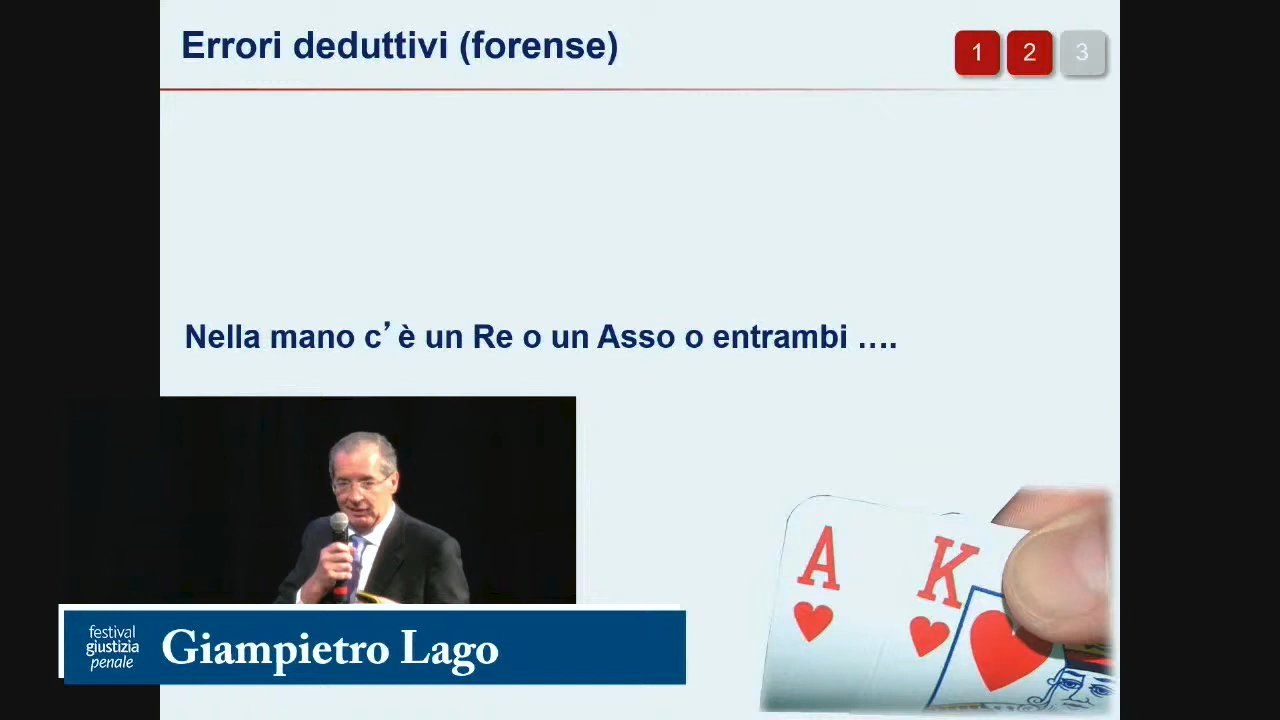 Errori deduttivi (forense)
1 2 3
Nella mano c’è un Re o un Asso o entrambi ….
A K
festival
giustizia
penale
Giampietro Lago